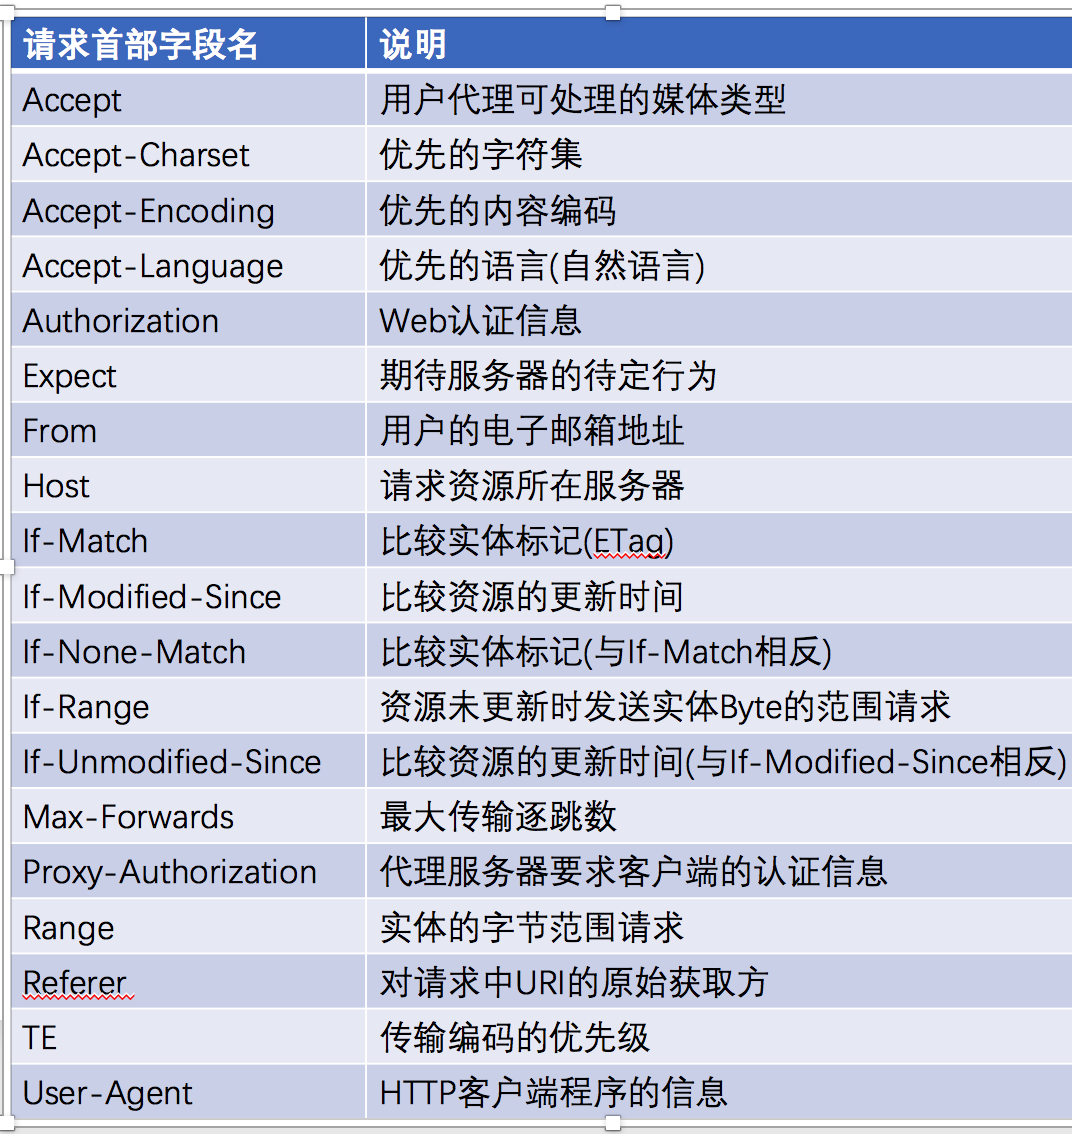 请求首部字段名 说明
Accept 用户代理可处理的媒体类型
Accept-Charset 优先的字符集
Accept-Encoding 优先的内容编码
Accept-Language 优先的语言(自然语言)
Authorization Web认证信息
Expect 期待服务器的待定行为
From 用户的电子邮箱地址
Host 请求资源所在服务器
If-Match 比较实体标记(ETag)
If-Modified-Since 比较资源的更新时间
If-None-Match 比较实体标记(与If-Match相反)
If-Range 资源未更新时发送实体Byte的范围请求
If-Unmodified-Since 比较资源的更新时间(与If-Modified-Since相反)
Max-Forwards 最大传输逐跳数
Proxy-Authorization 代理服务器要求客户端的认证信息
Range 实体的字节范围请求
Referer 对请求中URI的原始获取方
TE 传输编码的优先级
User-Agent HTTP客户端程序的信息